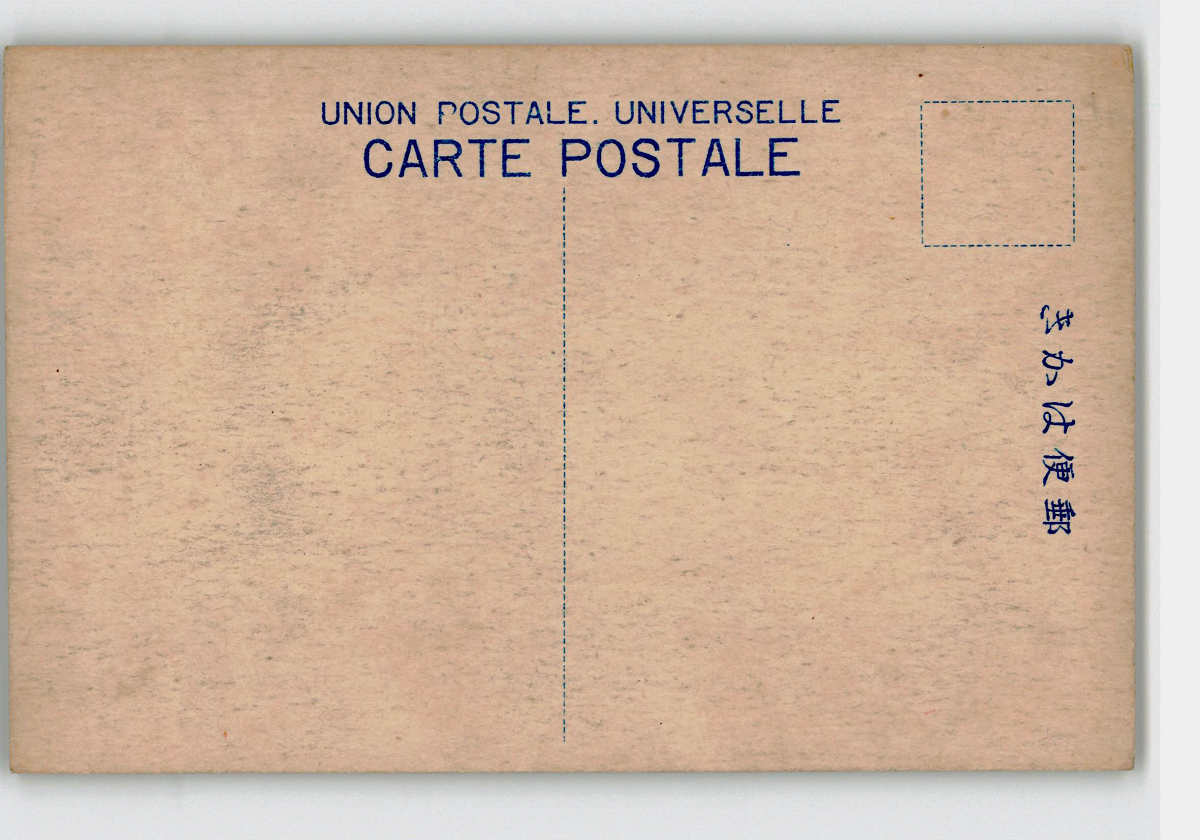 UNION POSTALE. UNIVERSELLE
CARTE POSTALE
郵便はかき